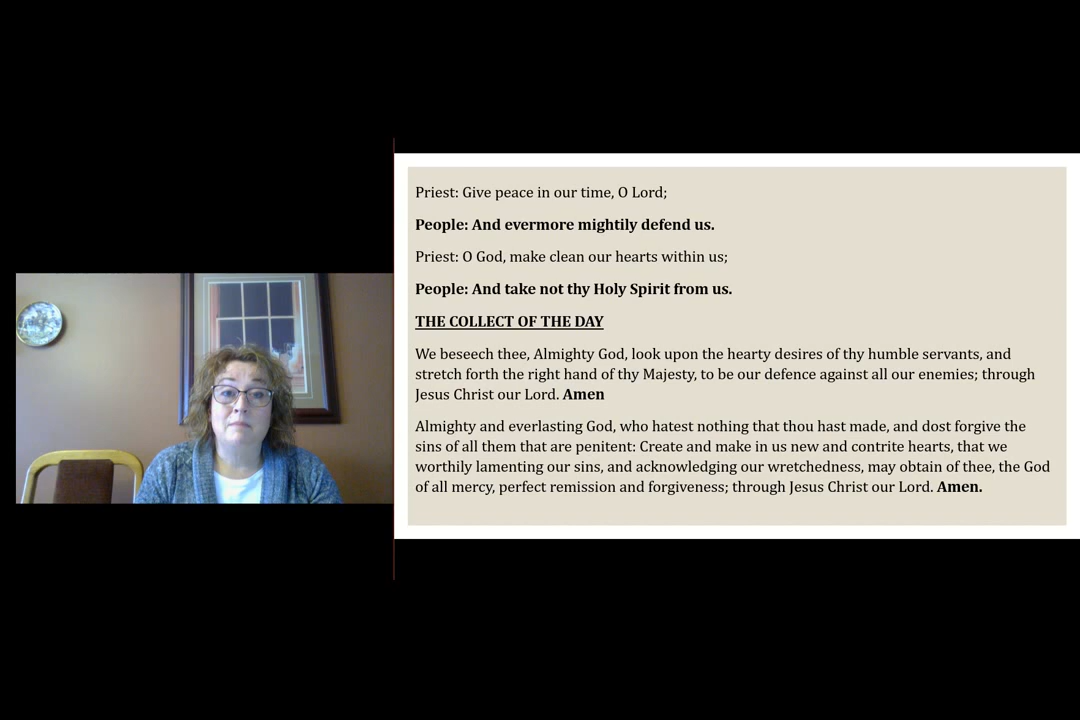 Priest: Give peace in our time, O Lord;
People: And evermore mightily defend us.
Priest: O God, make clean our hearts within us;
People: And take not thy Holy Spirit from us.
THE COLLECT OF THE DAY
We beseech thee, Almighty God, look upon the hearty desires of thy humble servants, and
stretch forth the right hand of thy Majesty, to be our defence against all our enemies; through
Jesus Christ our Lord. Amen
Almighty and everlasting God, who hatest nothing that thou hast made, and dost forgive the
sins of all them that are penitent: Create and make in us new and contrite hearts, that we
worthily lamenting our sins, and acknowledging our wretchedness, may obtain of thee, the God
of all mercy, perfect remission and forgiveness; through Jesus Christ our Lord. Amen.